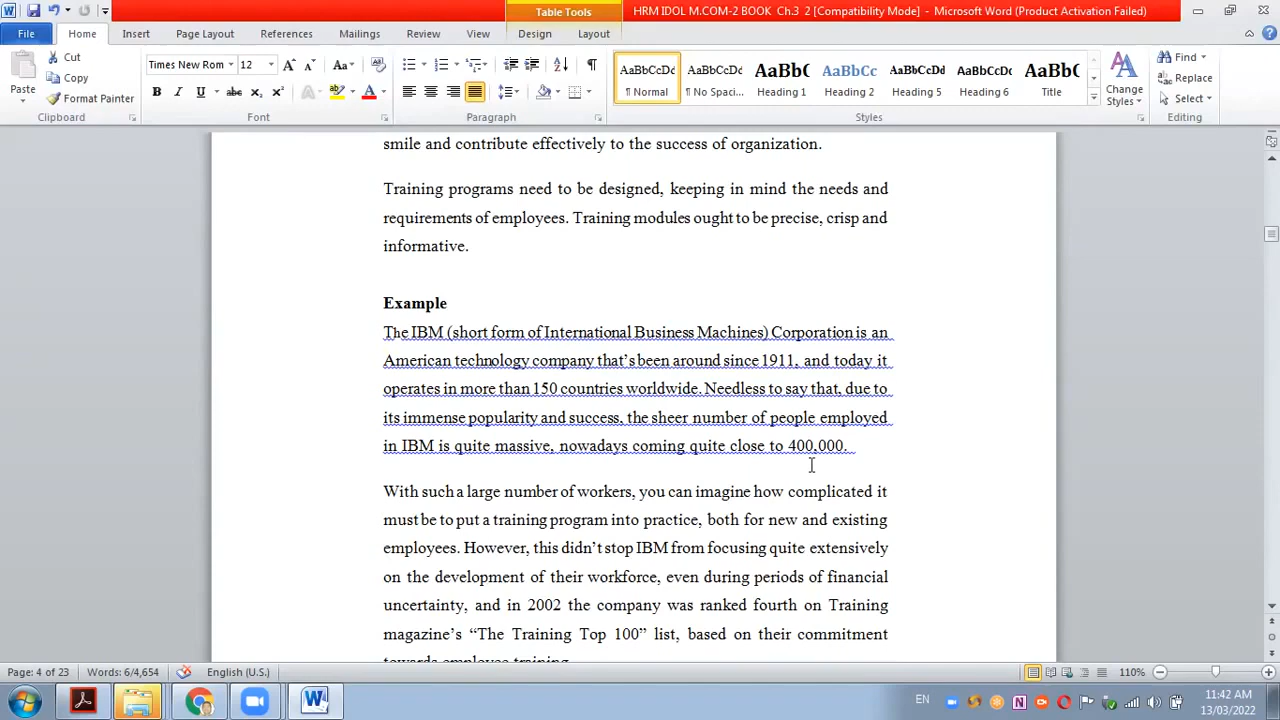 Table Tools
HRM IDOL M.COM-2 BOOK Ch.3 2 [Compatibility Mode] - Microsoft Word (Product Activation Failed)
File Home Insert Page Layout References Mailings Review View Design Layout
Cut
Copy
Format Painter
Paste
Clipboard
Times New Rom 12
Font
Paragraph
AaBbCcDd AaBbCcDd AaBbC AaBbCc AaBbCcDd AaBbCcDd AaBb(
¶ Normal ¶ No Spaci... Heading 1 Heading 2 Heading 5 Heading 6 Title
Change Styles
Styles
Find
Replace
Select
Editing
smile and contribute effectively to the success of organization.
Training programs need to be designed, keeping in mind the needs and
requirements of employees. Training modules ought to be precise, crisp and
informative.
Example
The IBM (short form of International Business Machines) Corporation is an
American technology company that’s been around since 1911, and today it
operates in more than 150 countries worldwide. Needless to say that, due to
its immense popularity and success, the sheer number of people employed
in IBM is quite massive, nowadays coming quite close to 400,000.
With such a large number of workers, you can imagine how complicated it
must be to put a training program into practice, both for new and existing
employees. However, this didn’t stop IBM from focusing quite extensively
on the development of their workforce, even during periods of financial
uncertainty, and in 2002 the company was ranked fourth on Training
magazine’s “The Training Top 100” list, based on their commitment
towards employee training.
Page: 4 of 23 Words: 6/4,654 English (U.S.) 110%
EN
11:42 AM
13/03/2022